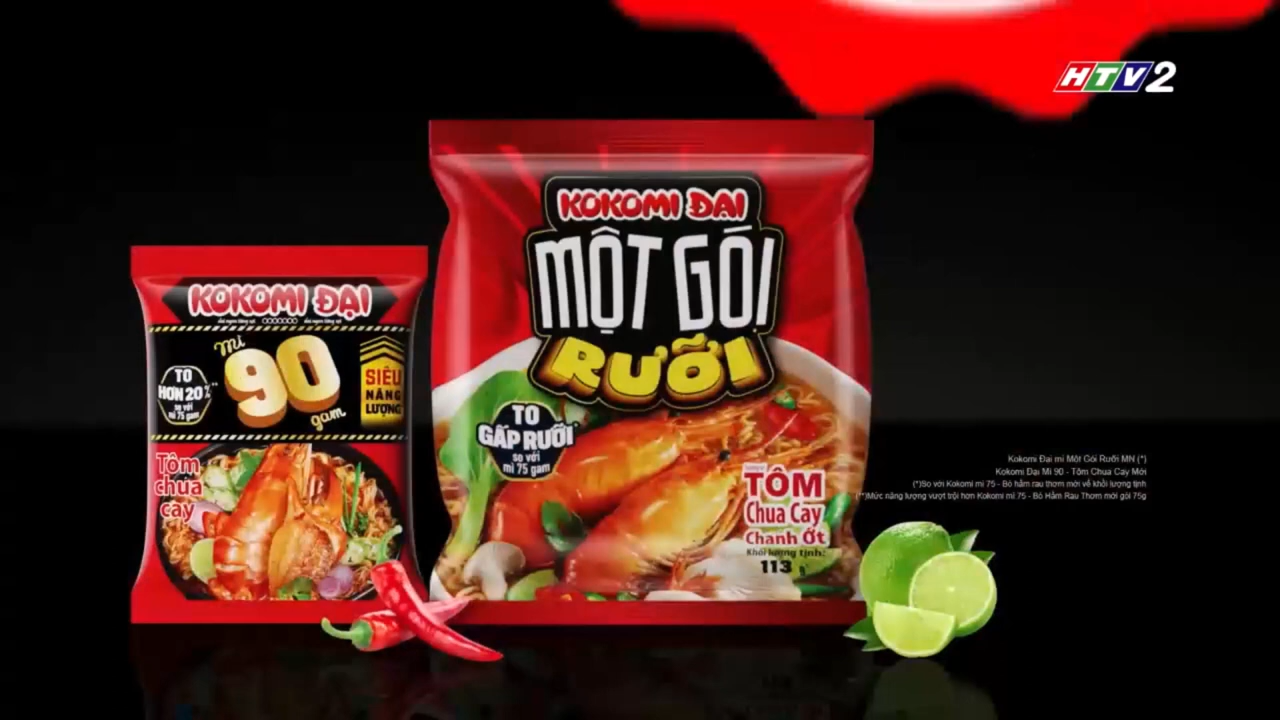 HTV2
KOKOMI ĐẠI
MỘT GÓI
RƯỠI
TO
GẤP RƯỠI*
so với
mì 75 gam
TÔM
Chua Cay
Chanh Ớt
Khối lượng tịnh:
113 g
KOKOMI ĐẠI
Mì
90
gam
TO
HƠN 20%**
so với
mì 75 gam
SIÊU
NĂNG
LƯỢNG
Tôm
chua
cay
Kokomi Đại mì Một Gói Rưỡi MN (*)
Kokomi Đại Mì 90 - Tôm Chua Cay Mới
(*)So với Kokomi mì 75 - Bò hầm rau thơm mới về khối lượng tịnh
(**)Mức năng lượng vượt trội hơn Kokomi mì 75 - Bò Hầm Rau Thơm mới gói 75g